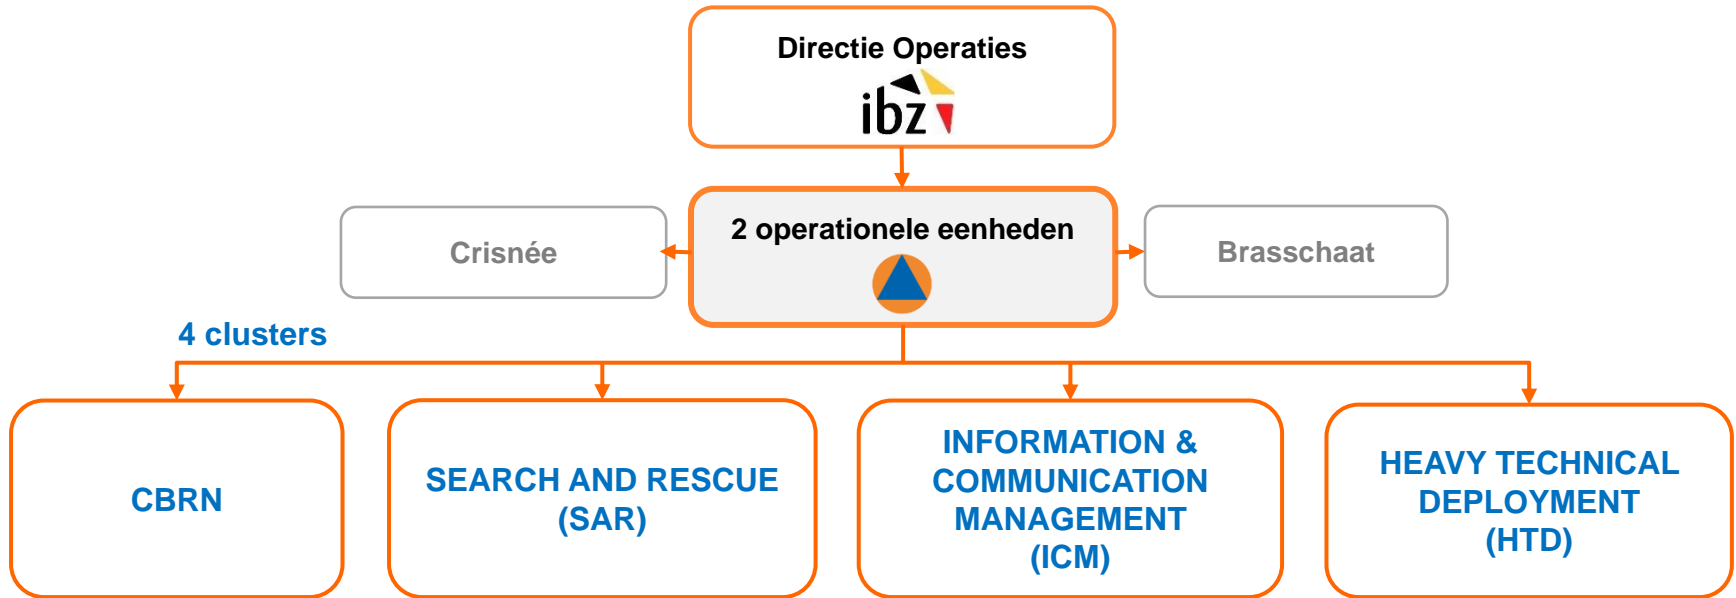 Directie Operaties
ibz
2 operationele eenheden
Crisnée
Brasschaat
4 clusters
CBRN
SEARCH AND RESCUE
(SAR)
INFORMATION &
COMMUNICATION
MANAGEMENT
(ICM)
HEAVY TECHNICAL
DEPLOYMENT
(HTD)